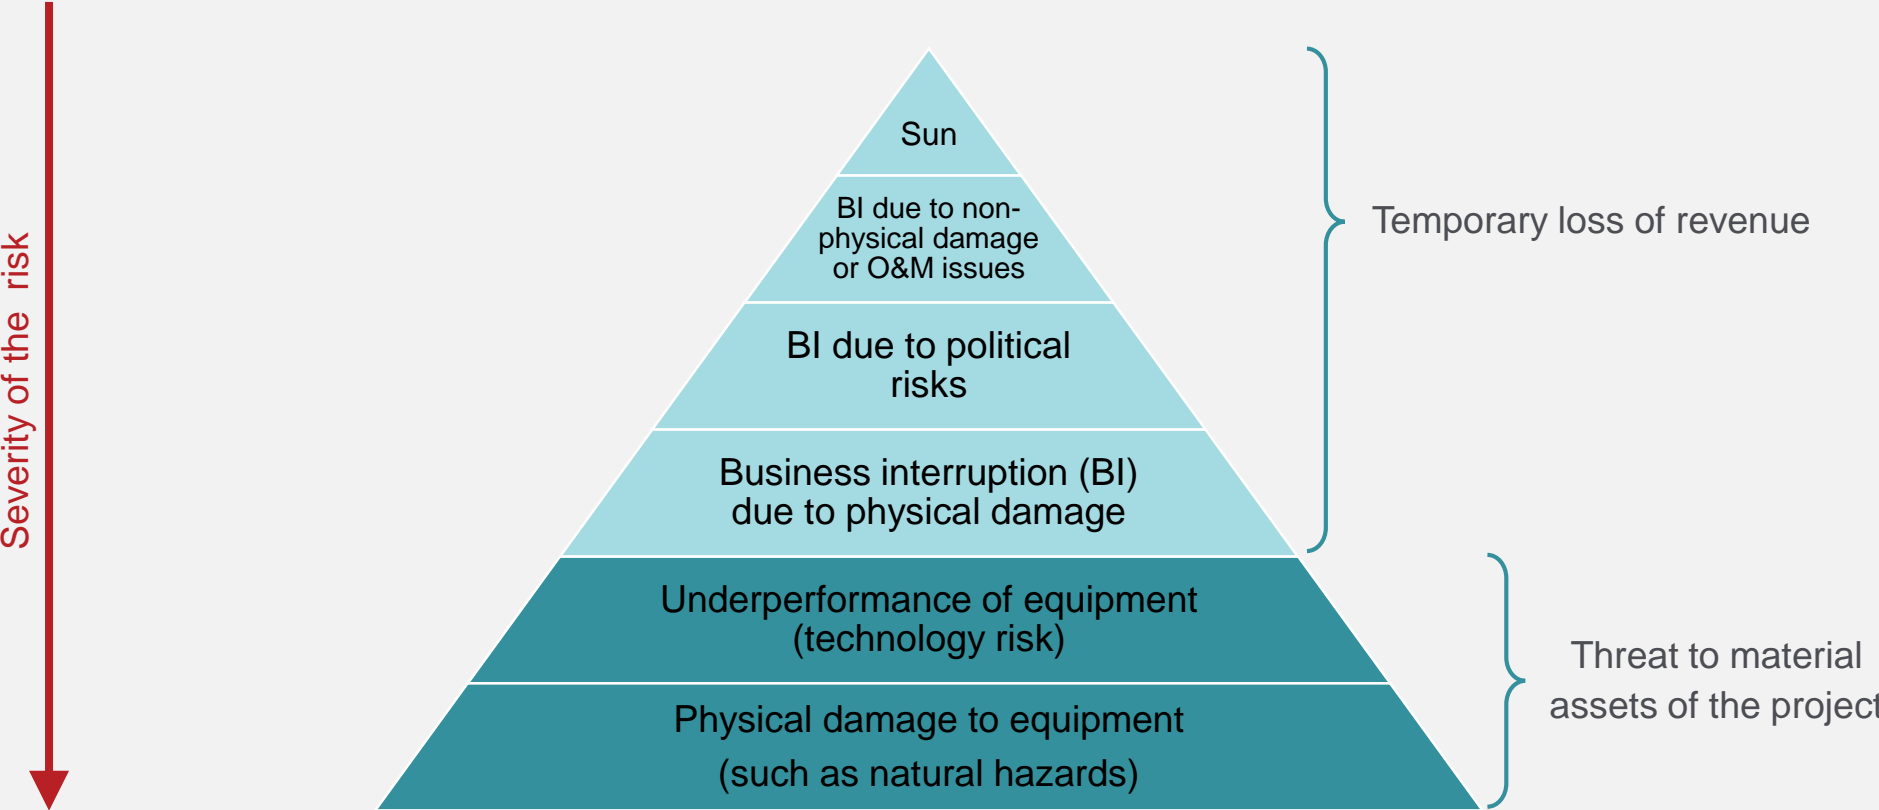 Severity of the risk
Sun
BI due to non-
physical damage
or O&M issues
Temporary loss of revenue
BI due to political
risks
Business interruption (BI)
due to physical damage
Underperformance of equipment
(technology risk)
Threat to material
assets of the project
Physical damage to equipment
(such as natural hazards)